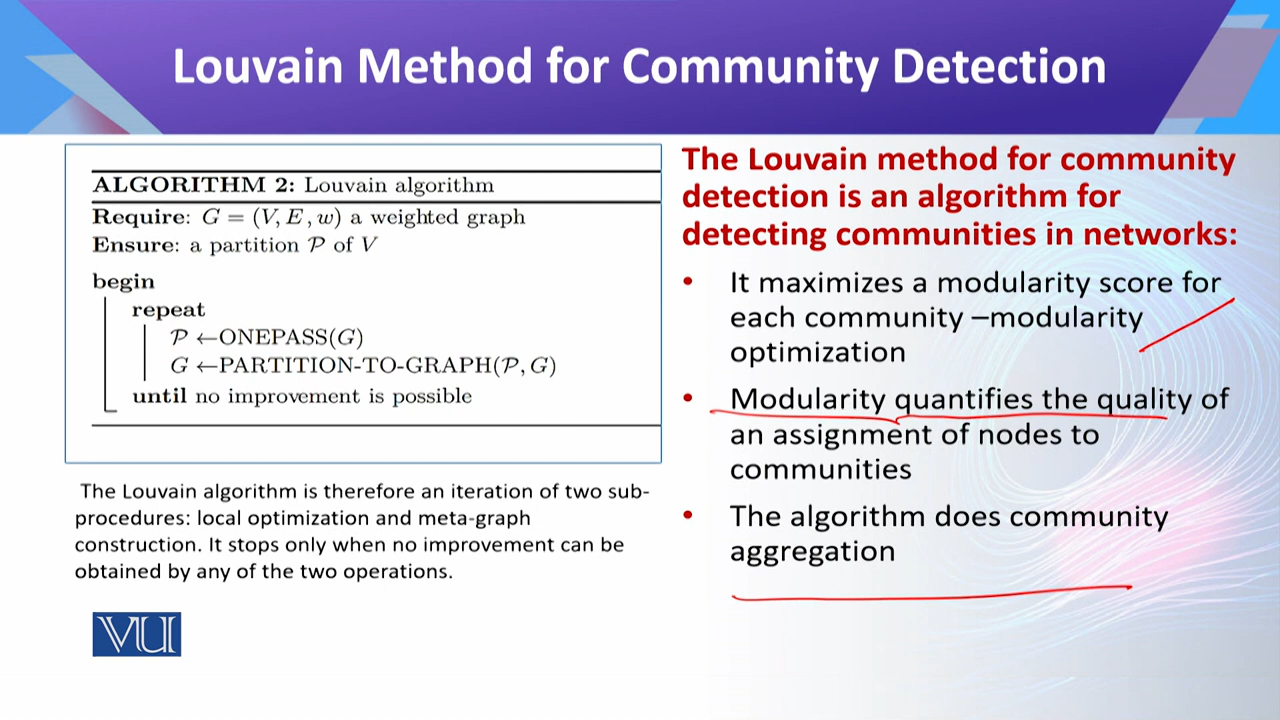 Louvain Method for Community Detection
ALGORITHM 2: Louvain algorithm
Require: G = (V, E, w) a weighted graph
Ensure: a partition 𝒫 of V
begin
repeat
𝒫 ←ONEPASS(G)
G ←PARTITION-TO-GRAPH(𝒫, G)
until no improvement is possible
The Louvain algorithm is therefore an iteration of two sub-
procedures: local optimization and meta-graph
construction. It stops only when no improvement can be
obtained by any of the two operations.
VU
The Louvain method for community
detection is an algorithm for
detecting communities in networks:
• It maximizes a modularity score for
each community –modularity
optimization
• Modularity quantifies the quality of
an assignment of nodes to
communities
• The algorithm does community
aggregation